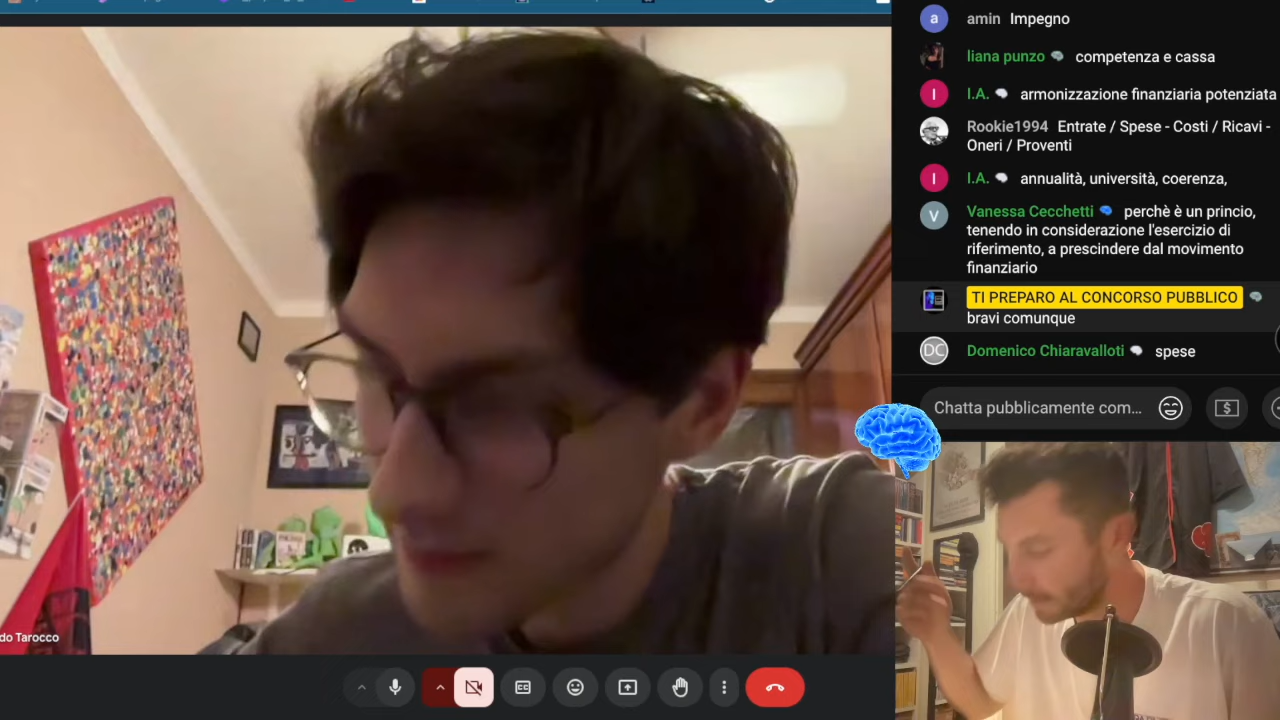 amin Impegno
liana punzo competenza e cassa
I I.A. armonizzazione finanziaria potenziata
Rookie1994 Entrate / Spese - Costi / Ricavi -
Oneri / Proventi
I I.A. annualità, università, coerenza,
V Vanessa Cecchetti perchè è un princio,
tenendo in considerazione l'esercizio di
riferimento, a prescindere dal movimento
finanziario
TI PREPARO AL CONCORSO PUBBLICO
bravi comunque
DC Domenico Chiaravalloti spese
Chatta pubblicamente com...
do Tarocco
CC